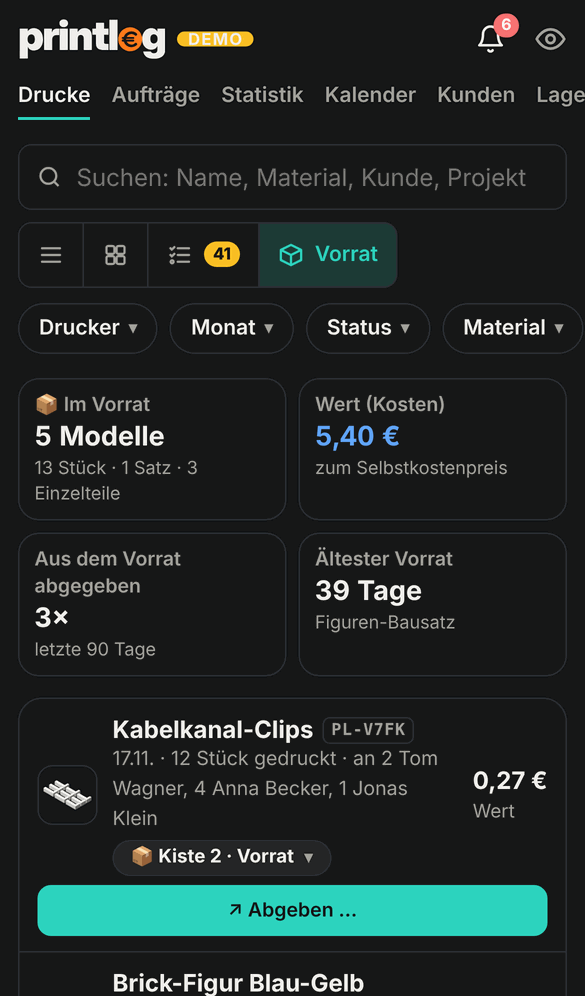 printl€g DEMO 6
Drucke Aufträge Statistik Kalender Kunden Lage
Suchen: Name, Material, Kunde, Projekt
41 Vorrat
Drucker ▾ Monat ▾ Status ▾ Material ▾
📦 Im Vorrat
5 Modelle
13 Stück · 1 Satz · 3
Einzelteile
Wert (Kosten)
5,40 €
zum Selbstkostenpreis
Aus dem Vorrat
abgegeben
3×
letzte 90 Tage
Ältester Vorrat
39 Tage
Figuren-Bausatz
Kabelkanal-Clips PL-V7FK
17.11. · 12 Stück gedruckt · an 2 Tom
Wagner, 4 Anna Becker, 1 Jonas
Klein
0,27 €
Wert
📦 Kiste 2 · Vorrat ▾
↗ Abgeben ...
Brick-Figur Blau-Gelb